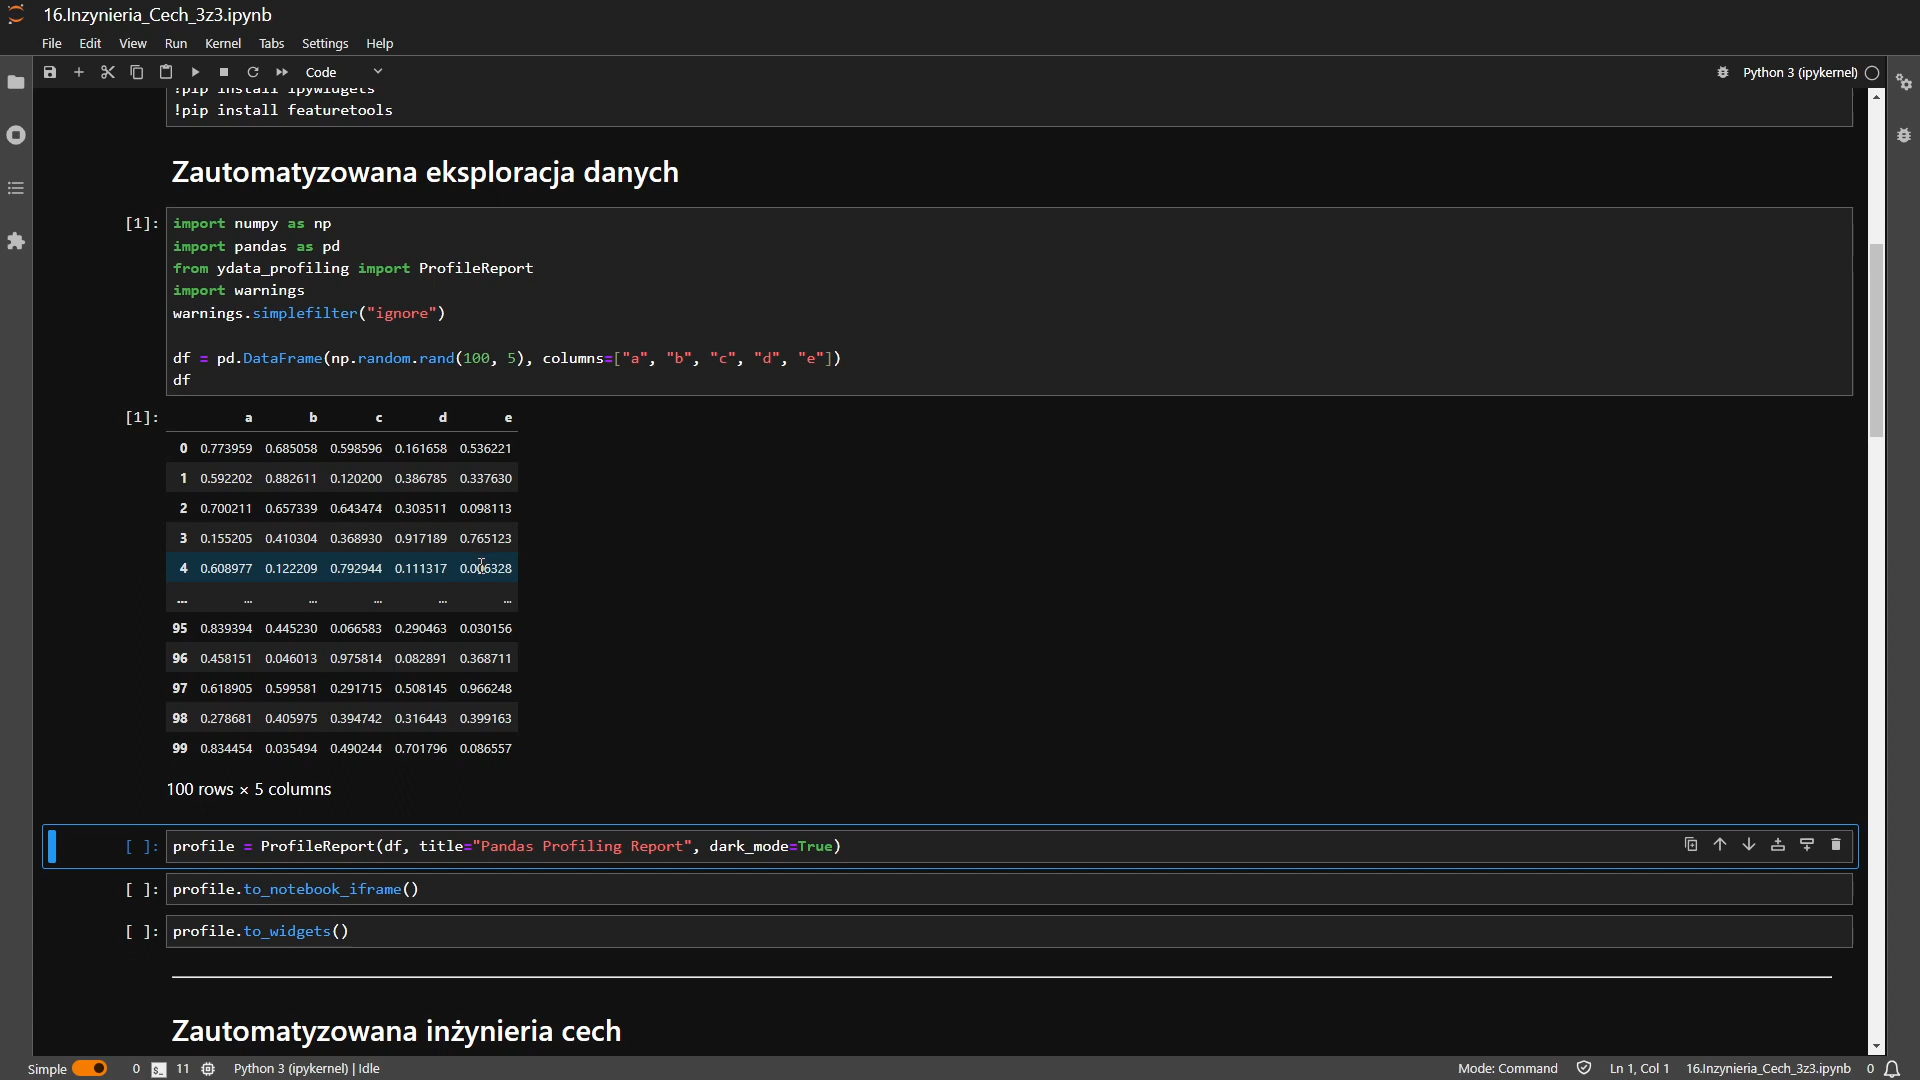 16.Inzynieria_Cech_3z3.ipynb
File Edit View Run Kernel Tabs Settings Help
Code
Python 3 (ipykernel)
!pip install ipywidgets
!pip install featuretools
Zautomatyzowana eksploracja danych
[1]:
import numpy as np
import pandas as pd
from ydata_profiling import ProfileReport
import warnings
warnings.simplefilter("ignore")
df = pd.DataFrame(np.random.rand(100, 5), columns=["a", "b", "c", "d", "e"])
df
[1]:
a b c d e
0 0.773959 0.685058 0.598596 0.161658 0.536221
1 0.592202 0.882611 0.120200 0.386785 0.337630
2 0.700211 0.657339 0.643474 0.303511 0.098113
3 0.155205 0.410304 0.368930 0.917189 0.765123
4 0.608977 0.122209 0.792944 0.111317 0.006328
... ... ... ... ... ...
95 0.839394 0.445230 0.066583 0.290463 0.030156
96 0.458151 0.046013 0.975814 0.082891 0.368711
97 0.618905 0.599581 0.291715 0.508145 0.966248
98 0.278681 0.405975 0.394742 0.316443 0.399163
99 0.834454 0.035494 0.490244 0.701796 0.086557
100 rows × 5 columns
[ ]: profile = ProfileReport(df, title="Pandas Profiling Report", dark_mode=True)
[ ]: profile.to_notebook_iframe()
[ ]: profile.to_widgets()
Zautomatyzowana inżynieria cech
Simple 0 11 Python 3 (ipykernel) | Idle Mode: Command Ln 1, Col 1 16.Inzynieria_Cech_3z3.ipynb 0